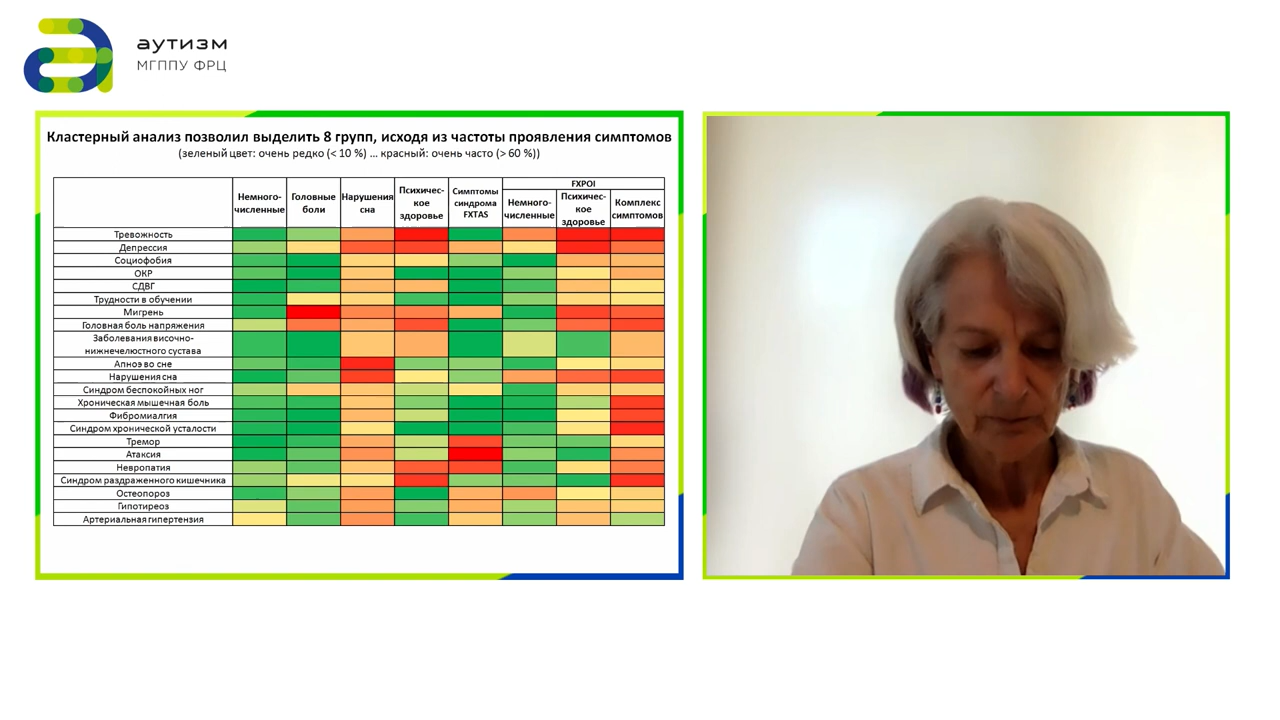 аутизм
МГППУ ФРЦ
Кластерный анализ позволил выделить 8 групп, исходя из частоты проявления симптомов
(зеленый цвет: очень редко (< 10 %) ... красный: очень часто (> 60 %))
FXPOI
Немного-
численные
Головные
боли
Нарушения
сна
Психичес-
кое
здоровье
Симптомы
синдрома
FXTAS
Немного-
численные
Психичес-
кое
здоровье
Комплекс
симптомов
Тревожность
Депрессия
Социофобия
ОКР
СДВГ
Трудности в обучении
Мигрень
Головная боль напряжения
Заболевания височно-
нижнечелюстного сустава
Апноэ во сне
Нарушения сна
Синдром беспокойных ног
Хроническая мышечная боль
Фибромиалгия
Синдром хронической усталости
Тремор
Атаксия
Невропатия
Синдром раздраженного кишечника
Остеопороз
Гипотиреоз
Артериальная гипертензия